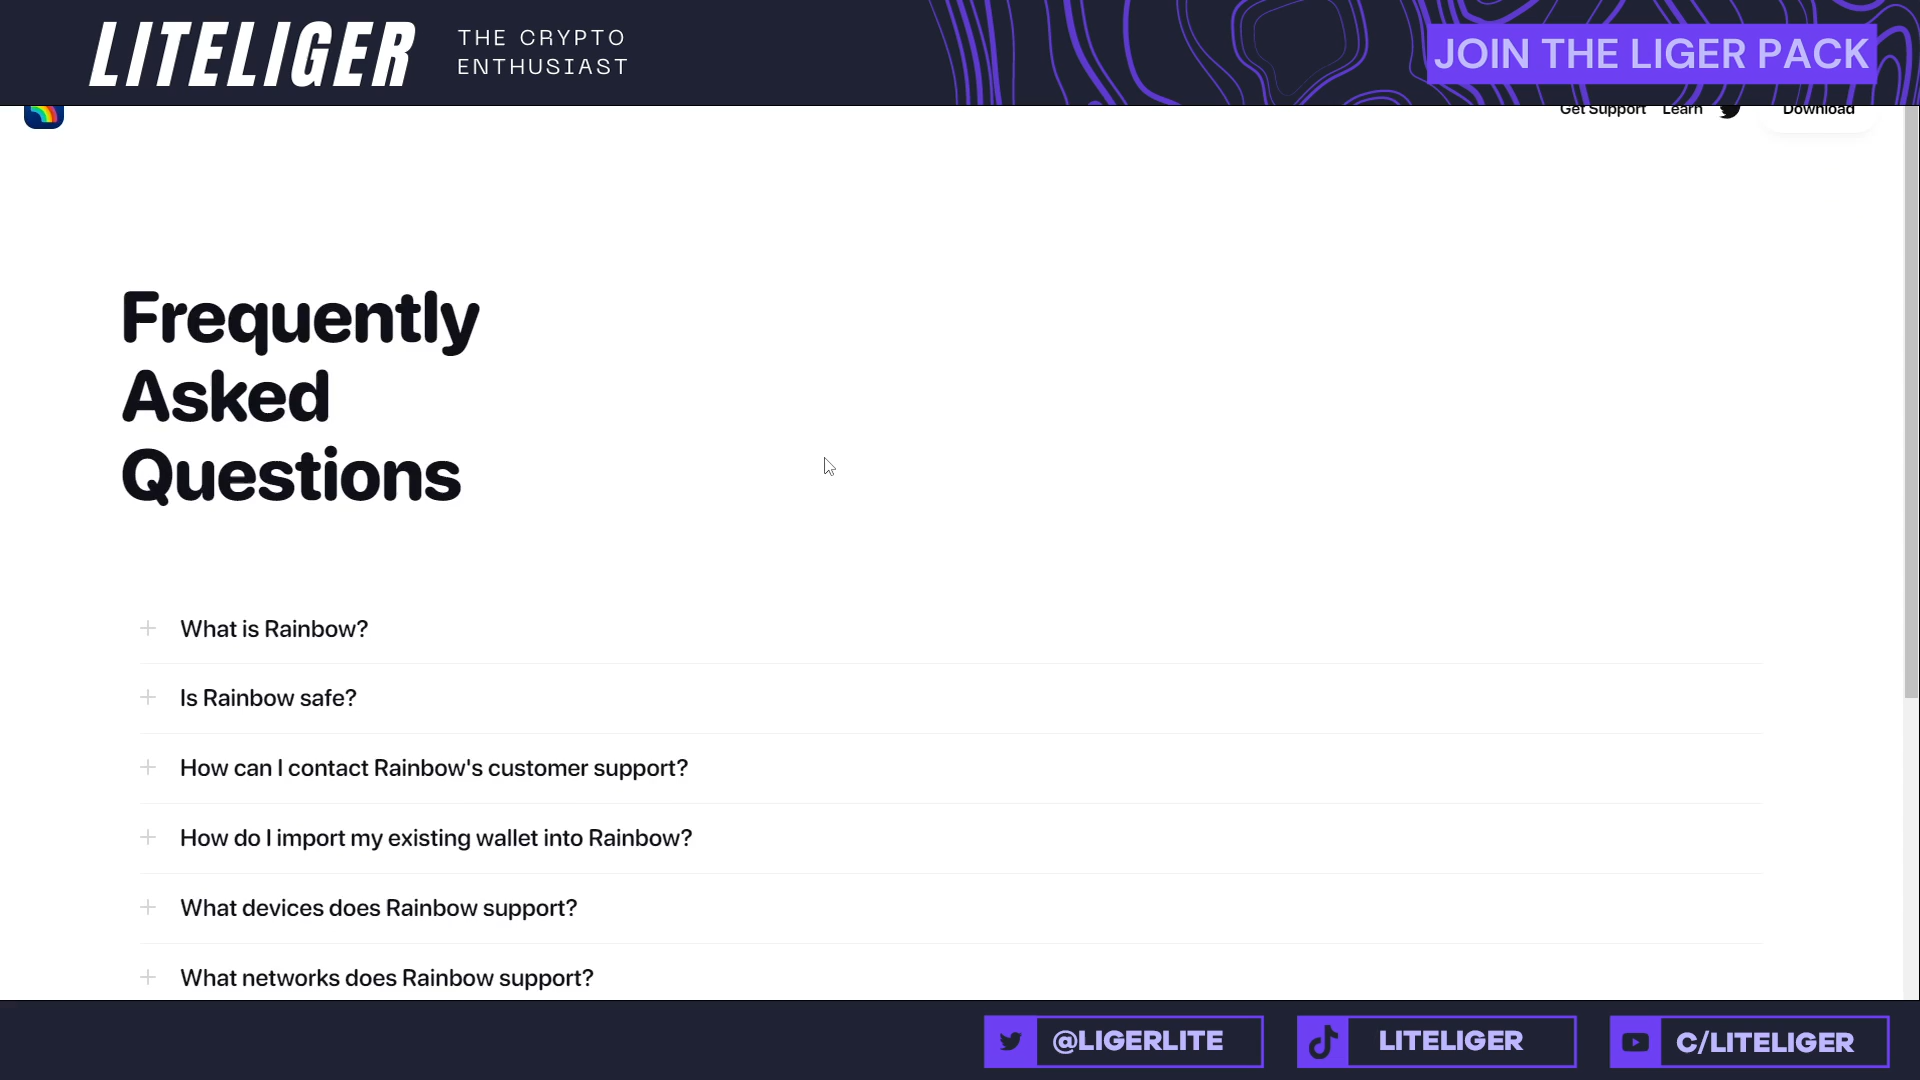 LITELIGER
THE CRYPTO
ENTHUSIAST
JOIN THE LIGER PACK
Get Support Learn Download
Frequently
Asked
Questions
What is Rainbow?
Is Rainbow safe?
How can I contact Rainbow's customer support?
How do I import my existing wallet into Rainbow?
What devices does Rainbow support?
What networks does Rainbow support?
@LIGERLITE LITELIGER C/LITELIGER